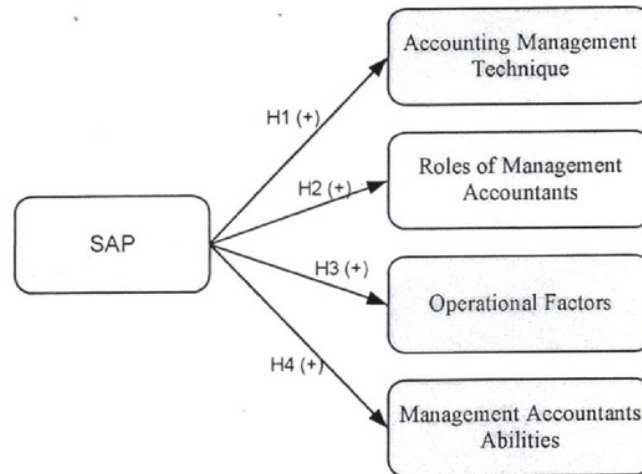 Accounting Management
Technique
H1 (+)
Roles of Management
Accountants
H2 (+)
SAP
H3 (+)
Operational Factors
H4 (+)
Management Accountants
Abilities